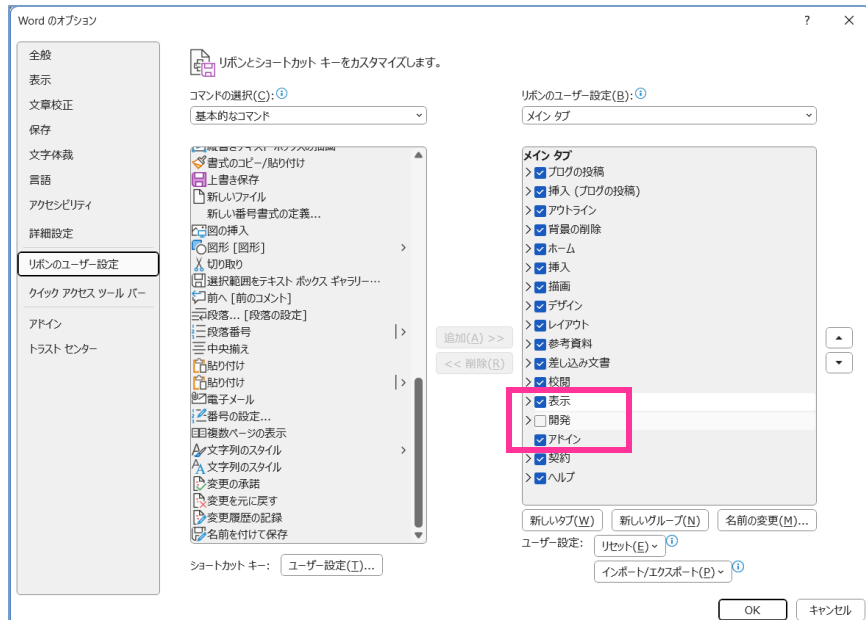 Word のオプション
全般
表示
文章校正
保存
文字体裁
言語
アクセシビリティ
詳細設定
リボンのユーザー設定
クイック アクセス ツール バー
アドイン
トラスト センター
リボンとショートカット キーをカスタマイズします。
コマンドの選択(C):
基本的なコマンド
書式のコピー/貼り付け
上書き保存
新しいファイル
新しい番号書式の定義...
図の挿入
図形 [図形]
切り取り
選択範囲をテキスト ボックス ギャラリー…
前へ [前のコメント]
段落... [段落の設定]
段落番号
中央揃え
貼り付け
貼り付け
電子メール
番号の設定...
複数ページの表示
文字列のスタイル
文字列のスタイル
変更の承諾
変更を元に戻す
変更履歴の記録
名前を付けて保存
ショートカット キー:
ユーザー設定(T)...
追加(A) >>
<< 削除(R)
リボンのユーザー設定(B):
メイン タブ
メイン タブ
ブログの投稿
挿入 (ブログの投稿)
アウトライン
背景の削除
ホーム
挿入
描画
デザイン
レイアウト
参考資料
差し込み文書
校閲
表示
開発
アドイン
契約
ヘルプ
新しいタブ(W)
新しいグループ(N)
名前の変更(M)...
ユーザー設定:
リセット(E)
インポート/エクスポート(P)
OK
キャンセル